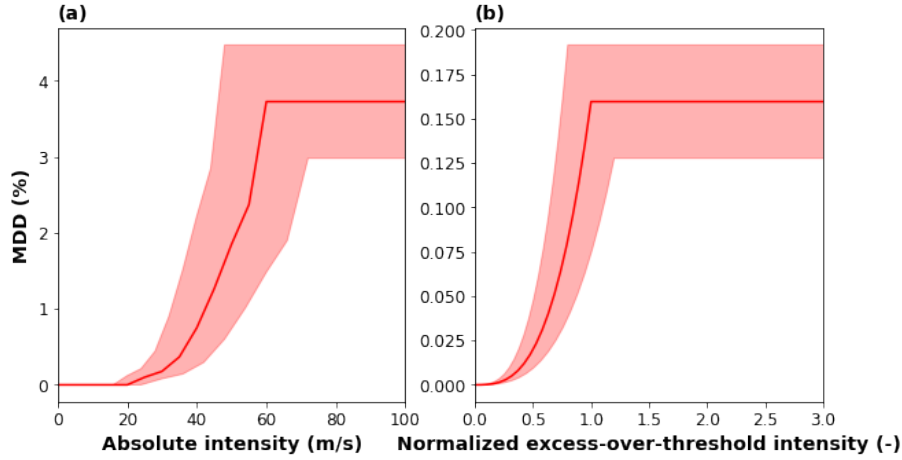 (a)
(b)
MDD (%)
4
3
2
1
0
0 20 40 60 80 100
Absolute intensity (m/s)
0.200
0.175
0.150
0.125
0.100
0.075
0.050
0.025
0.000
0.0 0.5 1.0 1.5 2.0 2.5 3.0
Normalized excess-over-threshold intensity (-)